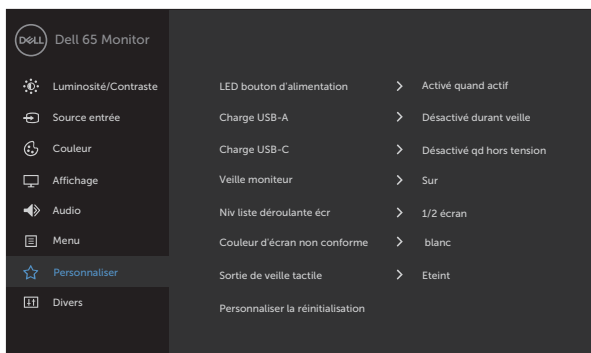 DELL Dell 65 Monitor
Luminosité/Contraste
Source entrée
Couleur
Affichage
Audio
Menu
Personnaliser
Divers
LED bouton d'alimentation > Activé quand actif
Charge USB-A > Désactivé durant veille
Charge USB-C > Désactivé qd hors tension
Veille moniteur > Sur
Niv liste déroulante écr > 1/2 écran
Couleur d'écran non conforme > blanc
Sortie de veille tactile > Eteint
Personnaliser la réinitialisation